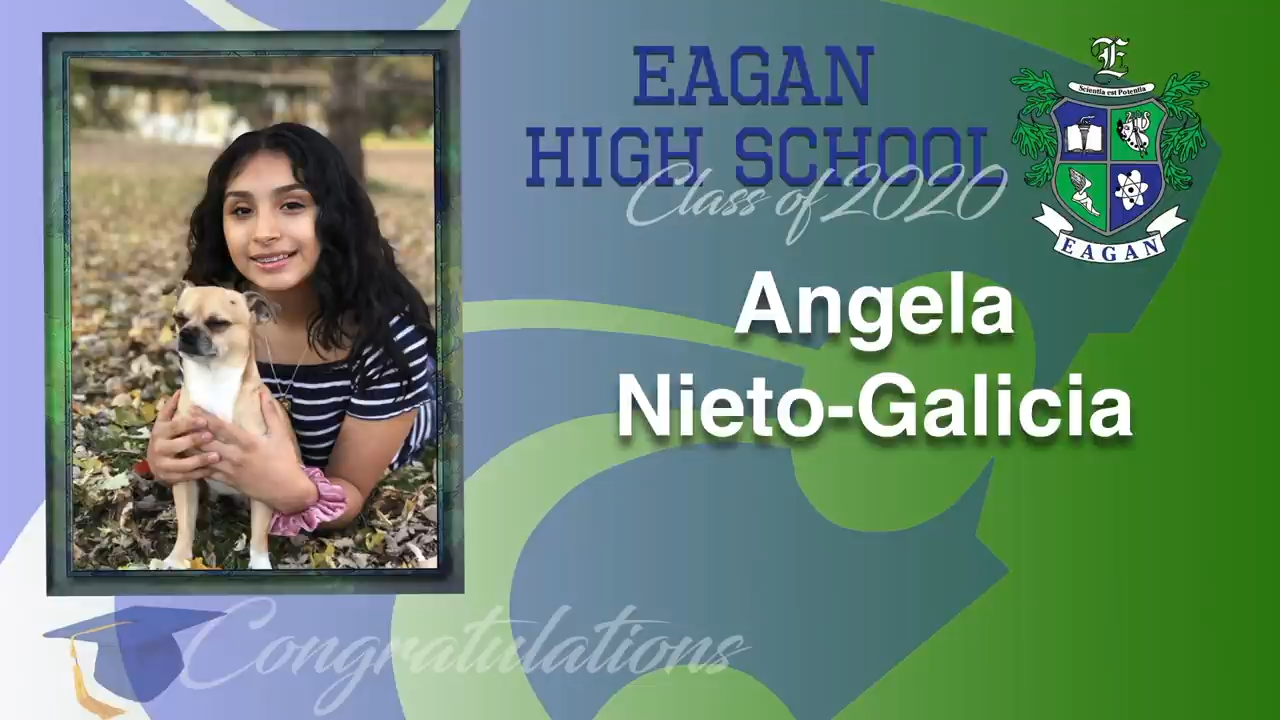 EAGAN
HIGH SCHOOL
Class of 2020
E
Scientia est Potentia
EAGAN
Angela
Nieto-Galicia
Congratulations